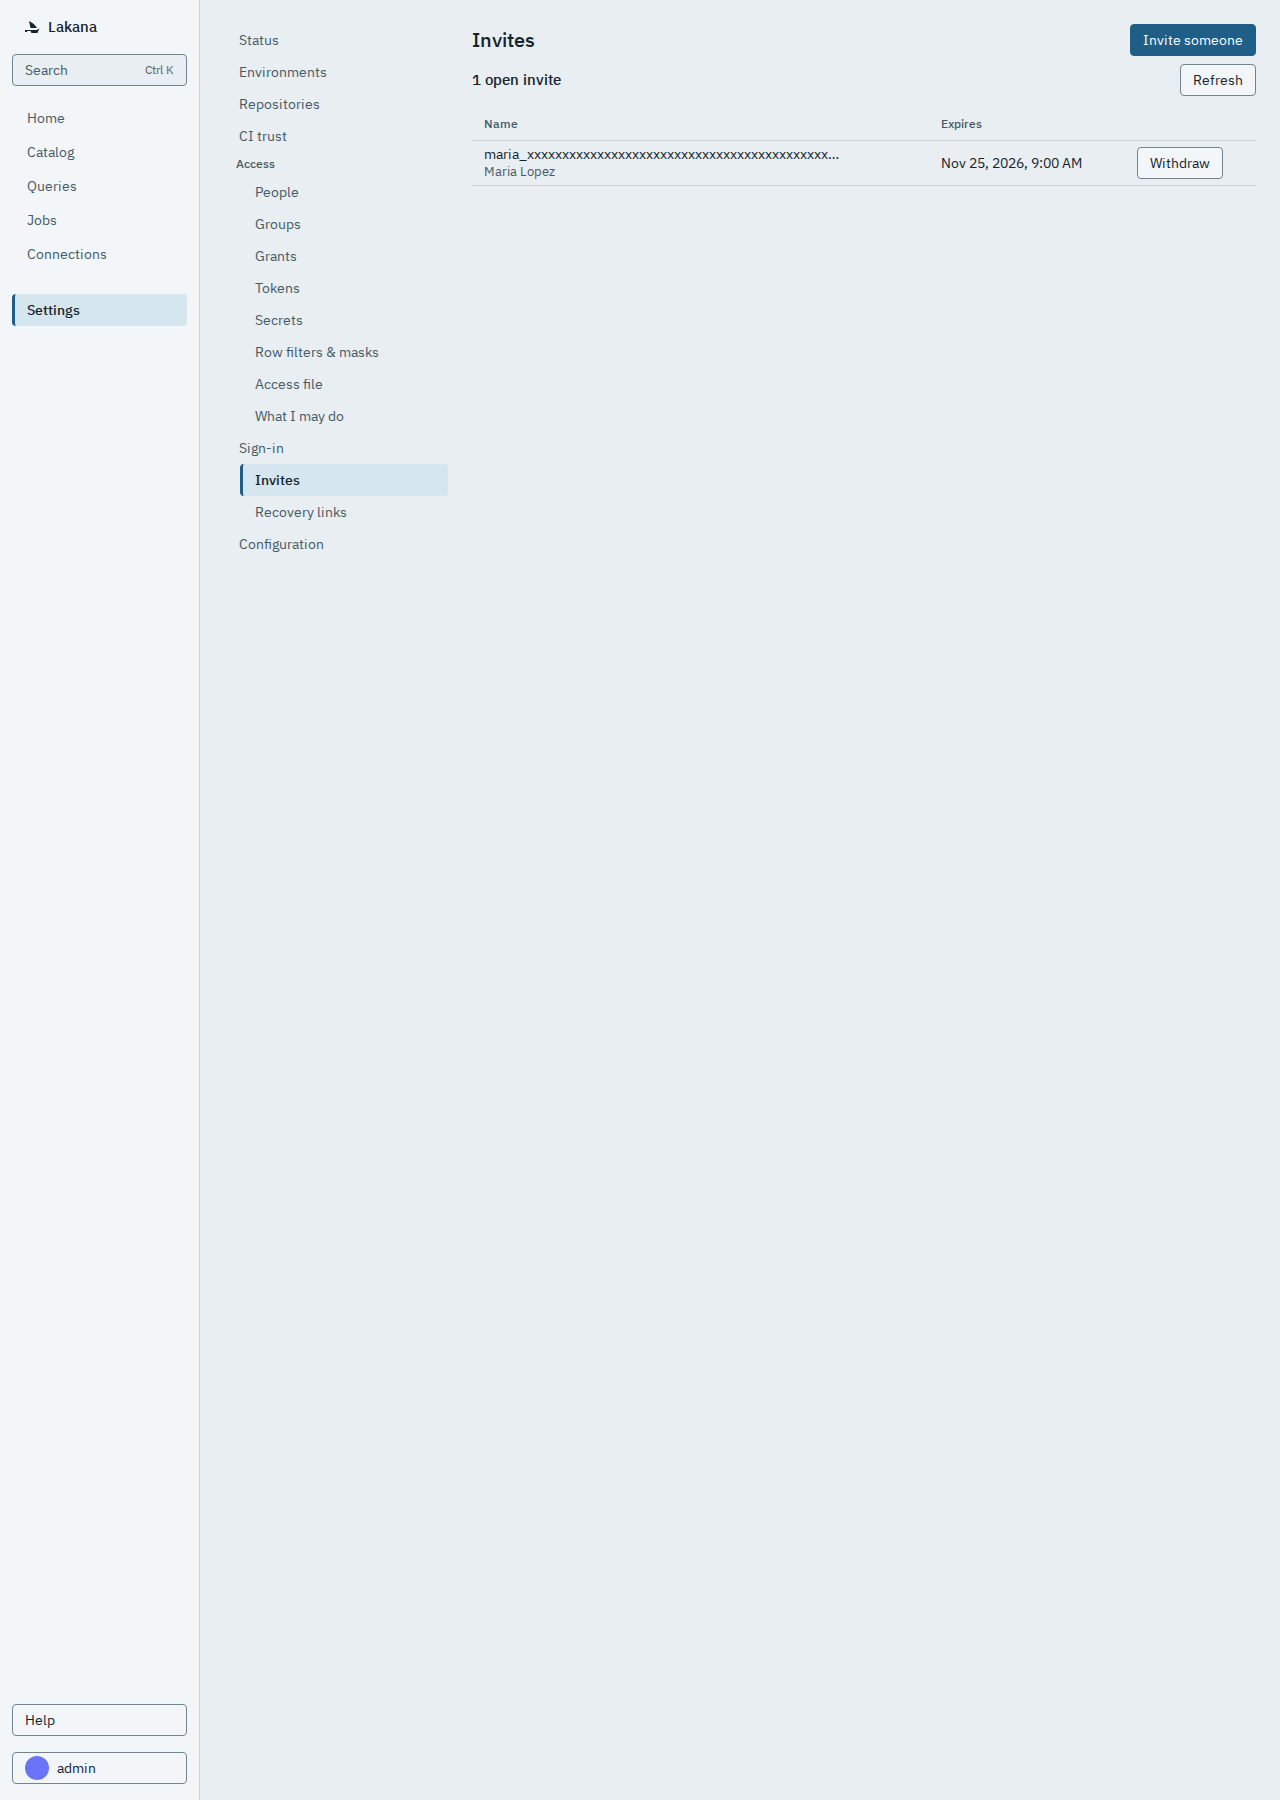 Lakana
Search Ctrl K
Home
Catalog
Queries
Jobs
Connections
Settings
Help
admin
Status
Environments
Repositories
CI trust
Access
People
Groups
Grants
Tokens
Secrets
Row filters & masks
Access file
What I may do
Sign-in
Invites
Recovery links
Configuration
Invites
Invite someone
1 open invite
Refresh
Name Expires
maria_xxxxxxxxxxxxxxxxxxxxxxxxxxxxxxxxxxxxxxxxxxx…
Maria Lopez
Nov 25, 2026, 9:00 AM
Withdraw